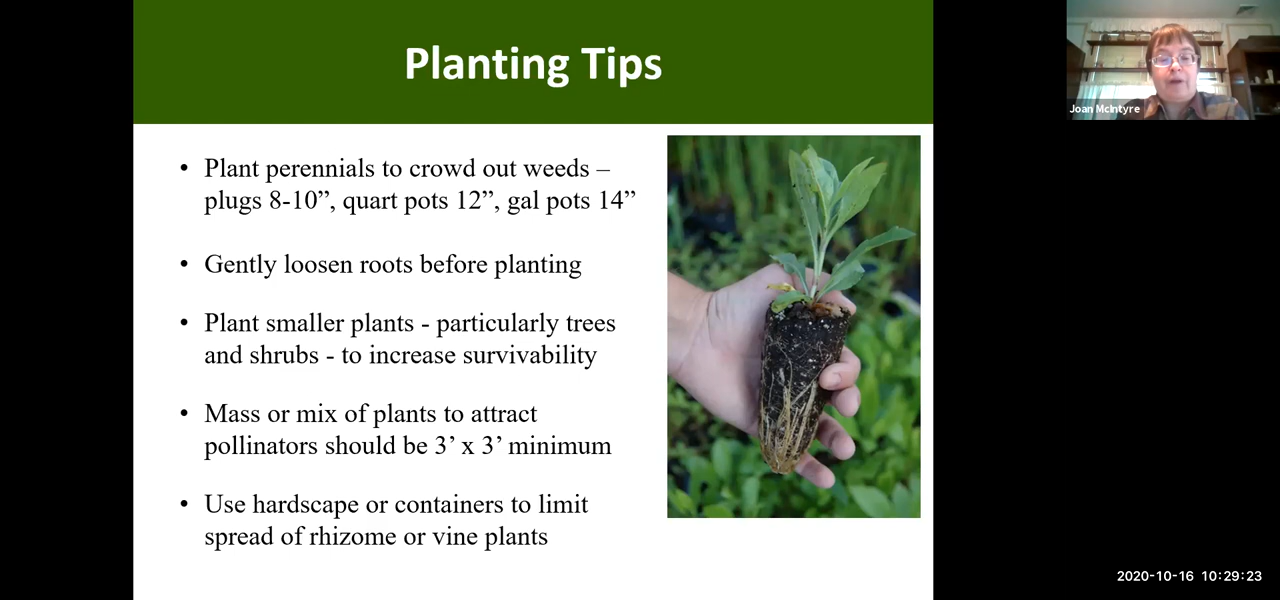 Planting Tips
• Plant perennials to crowd out weeds –
plugs 8-10”, quart pots 12”, gal pots 14”
• Gently loosen roots before planting
• Plant smaller plants - particularly trees
and shrubs - to increase survivability
• Mass or mix of plants to attract
pollinators should be 3’ x 3’ minimum
• Use hardscape or containers to limit
spread of rhizome or vine plants
Joan McIntyre
2020-10-16 10:29:23